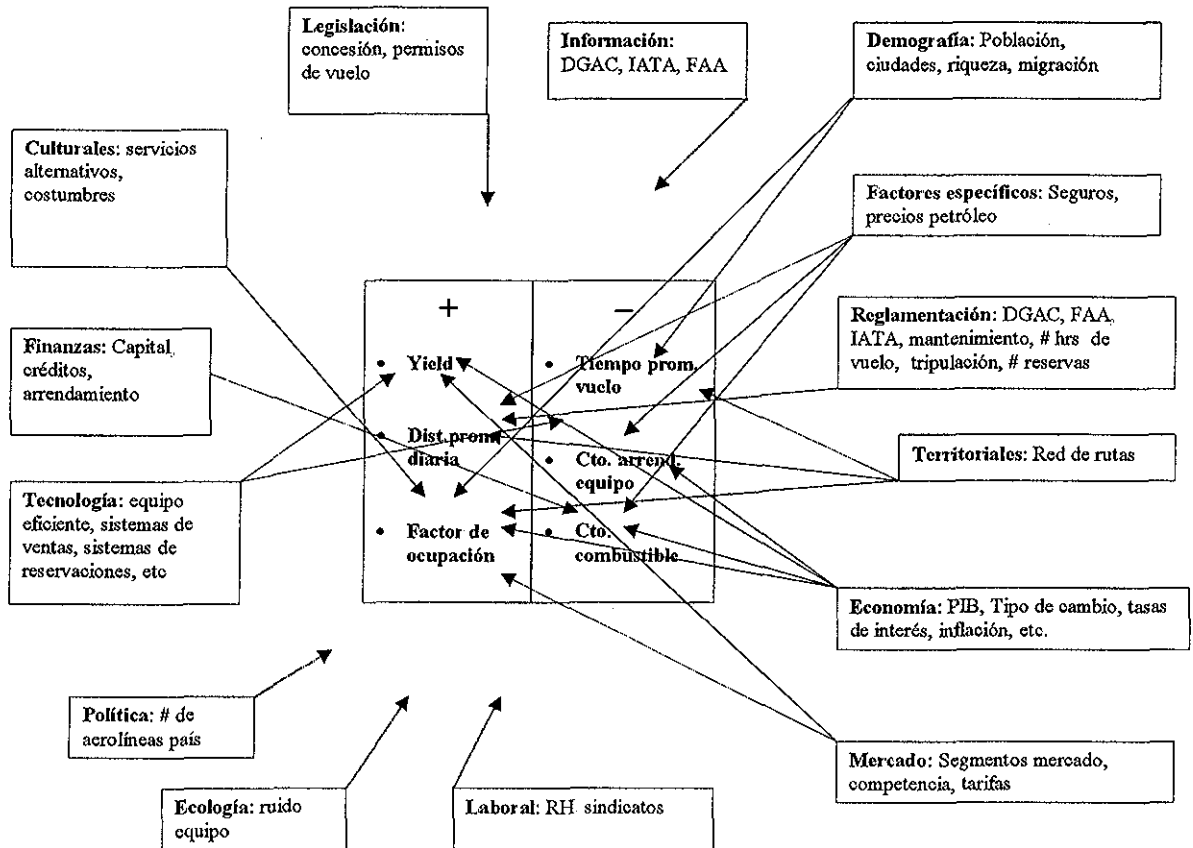 Legislación:
concesión, permisos
de vuelo
Información:
DGAC, IATA, FAA
Demografía: Población,
ciudades, riqueza, migración
Culturales: servicios
alternativos,
costumbres
Factores específicos: Seguros,
precios petróleo
+
–
Finanzas: Capital,
créditos,
arrendamiento
• Yield
• Tiempo prom.
vuelo
Reglamentación: DGAC, FAA,
IATA, mantenimiento, # hrs de
vuelo, tripulación, # reservas
• Dist.prom.
diaria
• Cto. arrend.
equipo
Territoriales: Red de rutas
Tecnología: equipo
eficiente, sistemas de
ventas, sistemas de
reservaciones, etc
• Factor de
ocupación
• Cto.
combustible
Economía: PIB, Tipo de cambio, tasas
de interés, inflación, etc.
Política: # de
aerolíneas país
Mercado: Segmentos mercado,
competencia, tarifas
Ecología: ruido
equipo
Laboral: RH sindicatos